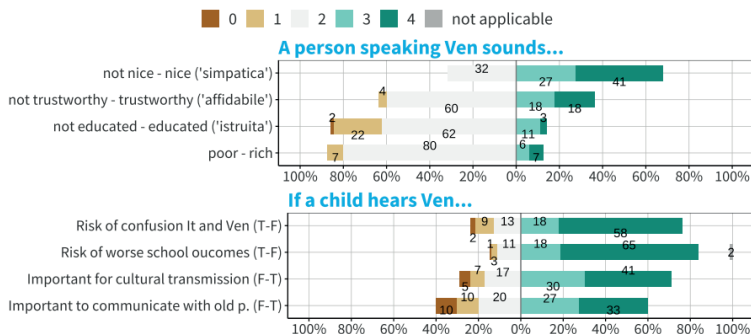 0 1 2 3 4 not applicable
A person speaking Ven sounds...
not nice - nice ('simpatica') 32 27 41
not trustworthy - trustworthy ('affidabile') 4 60 18 18
not educated - educated ('istruita') 2 22 62 11 3
poor - rich 7 80 6 7
100% 80% 60% 40% 20% 0% 20% 40% 60% 80% 100%
If a child hears Ven...
Risk of confusion It and Ven (T-F) 2 9 13 18 58
Risk of worse school oucomes (T-F) 3 1 11 18 65 2
Important for cultural transmission (F-T) 5 7 17 30 41
Important to communicate with old p. (F-T) 10 10 20 27 33
100% 80% 60% 40% 20% 0% 20% 40% 60% 80% 100%